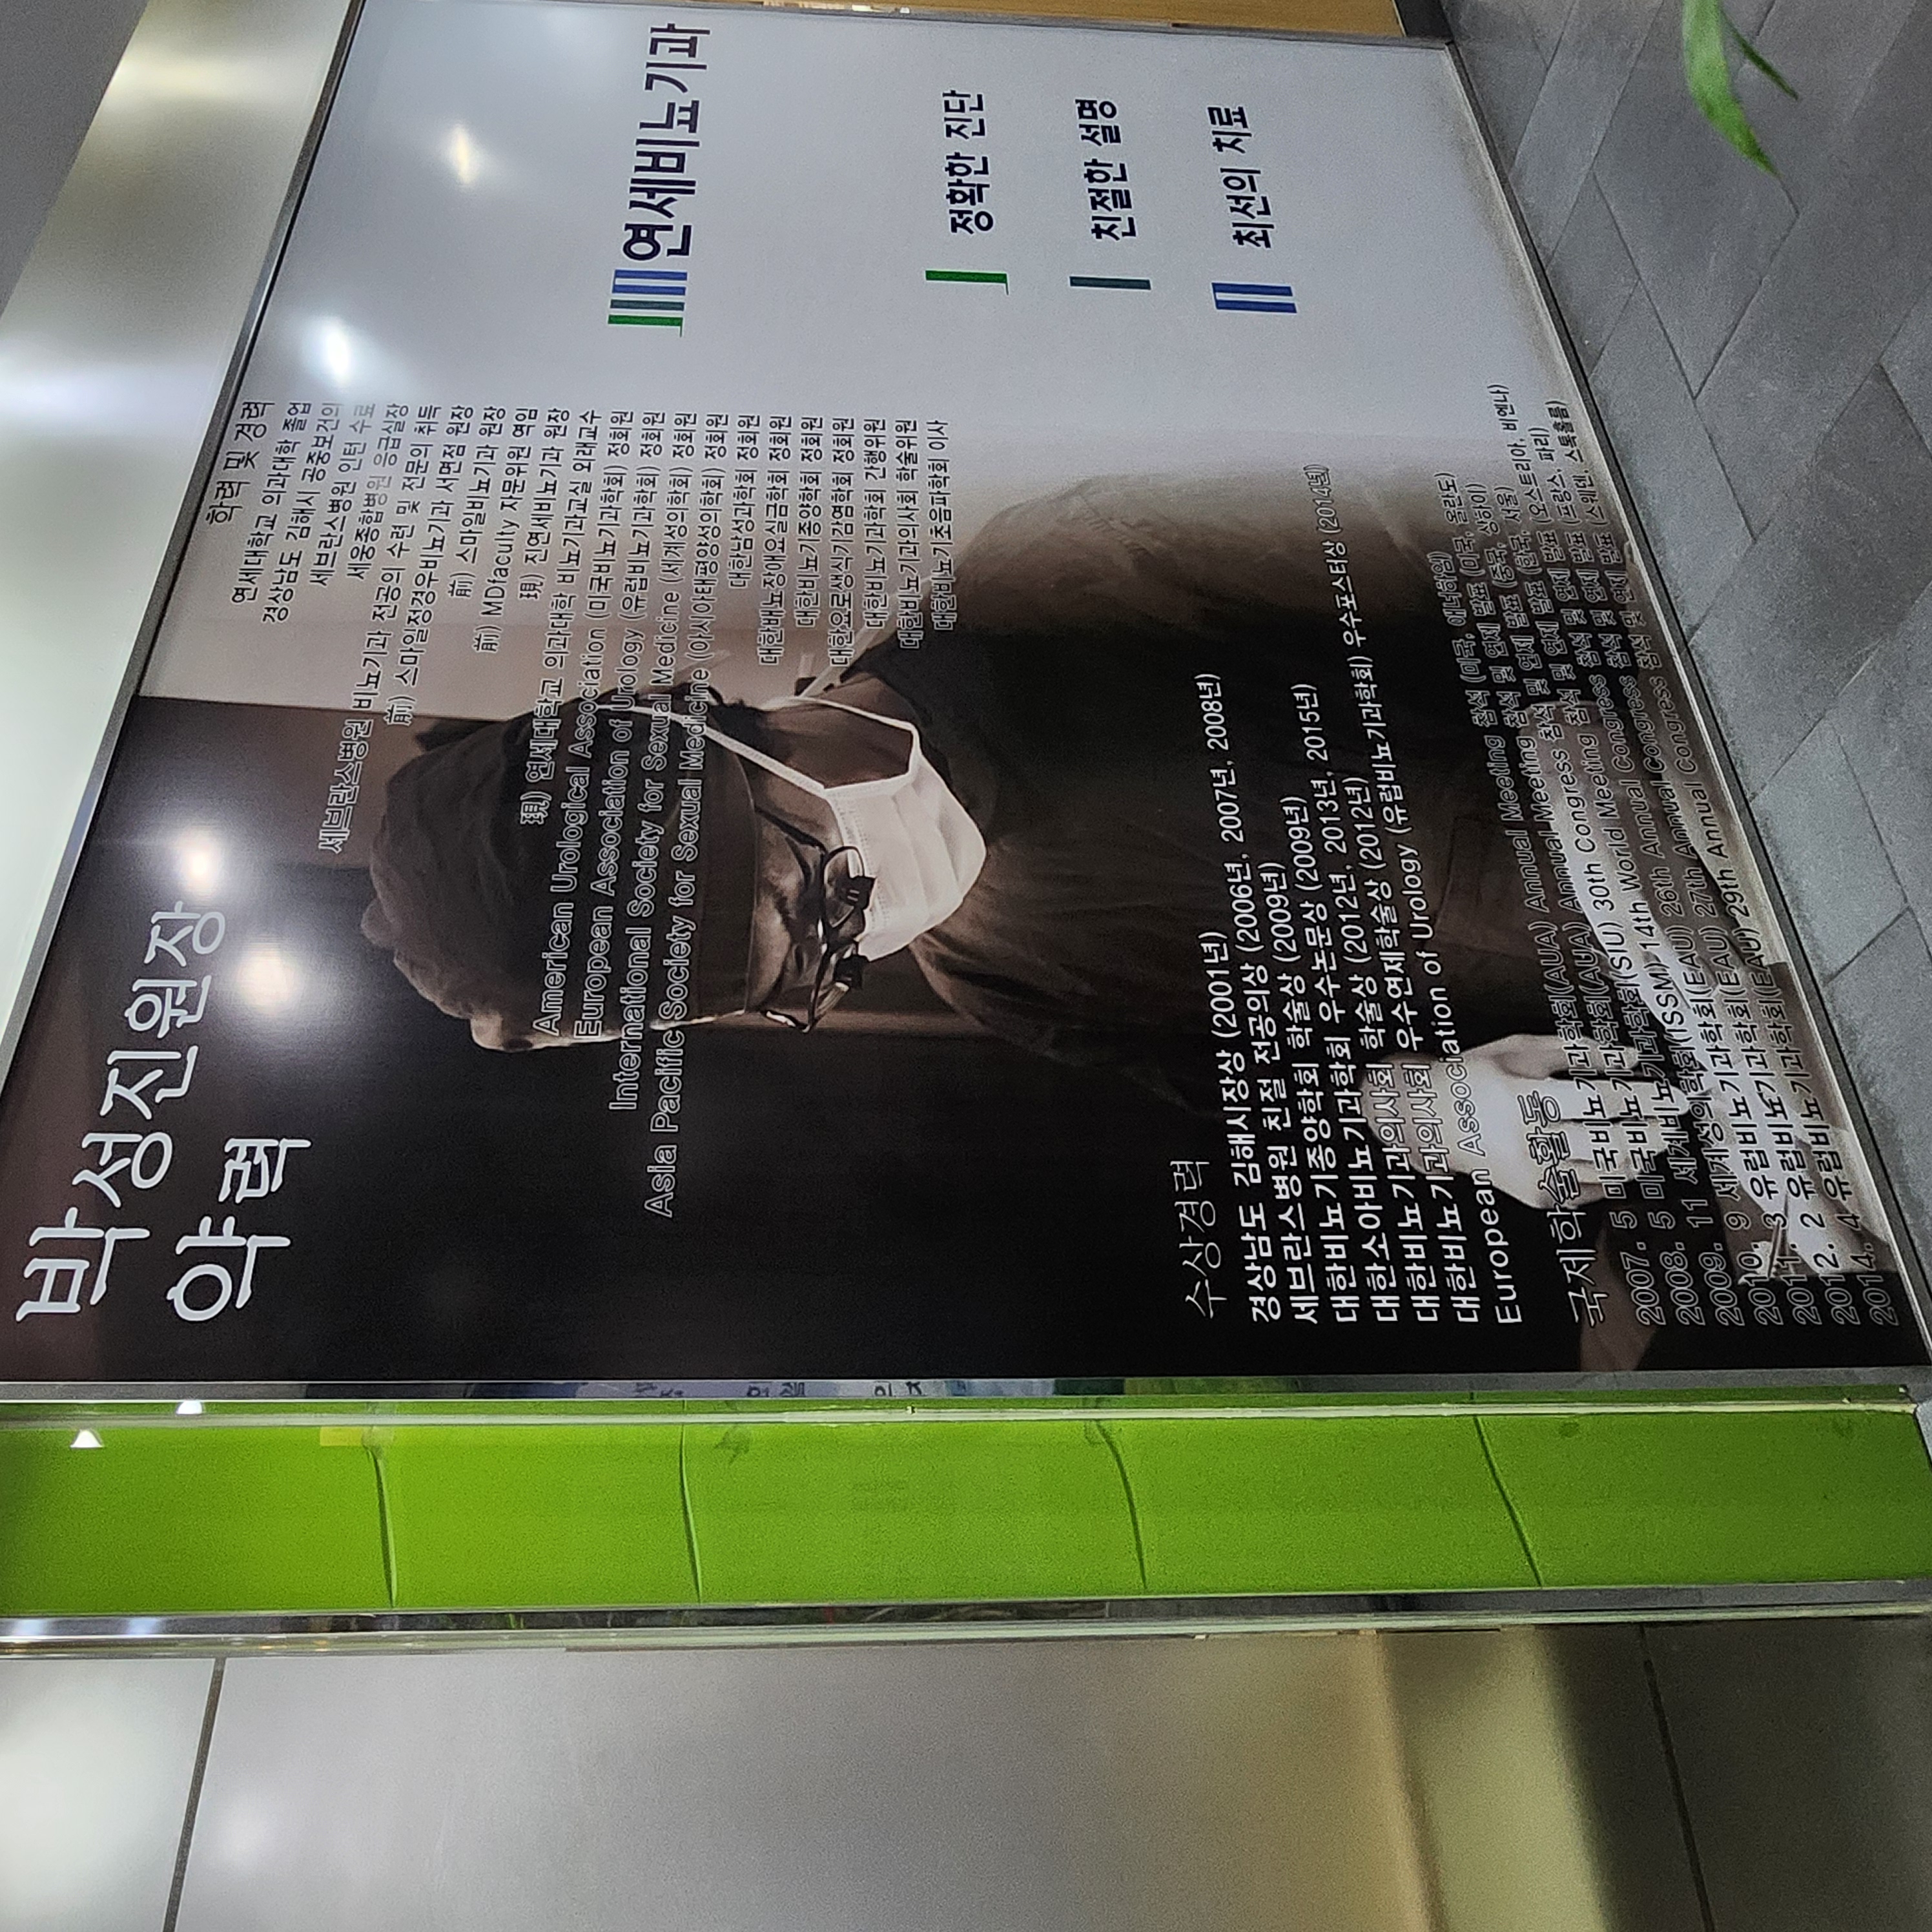 박성진원장
약력
학력 및 경력
연세대학교 의과대학 졸업
경상남도 김해시 공중보건의
세브란스병원 인턴 수료
세웅종합병원 응급실장
세브란스병원 비뇨기과 전공의 수련 및 전문의 취득
前) 스마일정경우비뇨기과 서면점 원장
前) 스마일비뇨기과 원장
前) MDfaculty 자문위원 역임
現) 진연세비뇨기과 원장
現) 연세대학교 의과대학 비뇨기과교실 외래교수
American Urological Association (미국비뇨기과학회) 정회원
European Association of Urology (유럽비뇨기과학회) 정회원
International Society for Sexual Medicine (세계성의학회) 정회원
Asia Pacific Society for Sexual Medicine (아시아태평양성의학회) 정회원
대한남성과학회 정회원
대한배뇨장애요실금학회 정회원
대한비뇨기종양학회 정회원
대한요로생식기감염학회 정회원
대한비뇨기과학회 간행위원
대한비뇨기과의사회 학술위원
대한비뇨기초음파학회 이사
연세비뇨기과
정확한 진단
친절한 설명
최선의 치료
수상경력
경상남도 김해시장상 (2001년)
세브란스병원 친절 전공의상 (2006년, 2007년, 2008년)
대한비뇨기종양학회 학술상 (2009년)
대한소아비뇨기과학회 학술상 (2009년)
대한비뇨기과학회 우수논문상 (2012년, 2013년, 2015년)
대한비뇨기과의사회 학술상 (2012년)
대한비뇨기과의사회 우수연제학술상 (2012년)
European Association of Urology (유럽비뇨기과학회) 우수포스터상 (2014년)
국제학술활동
2007. 5 미국비뇨기과학회(AUA) Annual Meeting 참석 (미국, 애너하임)
2008. 5 미국비뇨기과학회(AUA) Annual Meeting 참석 및 연제 발표 (미국, 올란도)
2009. 11 세계비뇨기과학회(SIU) 30th Congress 참석 및 연제 발표 (중국, 상하이)
2010. 9 세계성의학회(ISSM) 14th World Meeting 참석 및 연제 발표 (한국, 서울)
2011. 3 유럽비뇨기과학회(EAU) 26th Annual Congress 참석 및 연제 발표 (오스트리아, 비엔나)
2012. 2 유럽비뇨기과학회(EAU) 27th Annual Congress 참석 및 연제 발표 (프랑스, 파리)
2014. 4 유럽비뇨기과학회(EAU) 29th Annual Congress 참석 및 연제 발표 (스웨덴, 스톡홀름)